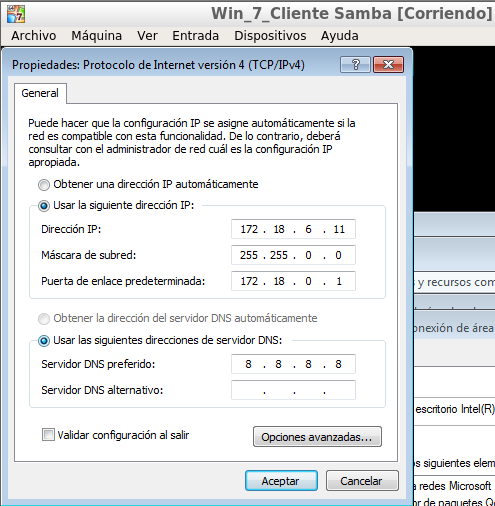 Win_7_Cliente Samba [Corriendo]
Archivo Máquina Ver Entrada Dispositivos Ayuda
Propiedades: Protocolo de Internet versión 4 (TCP/IPv4)
General
Puede hacer que la configuración IP se asigne automáticamente si la
red es compatible con esta funcionalidad. De lo contrario, deberá
consultar con el administrador de red cuál es la configuración IP
apropiada.
Obtener una dirección IP automáticamente
Usar la siguiente dirección IP:
Dirección IP: 172 . 18 . 6 . 11
Máscara de subred: 255 . 255 . 0 . 0
Puerta de enlace predeterminada: 172 . 18 . 0 . 1
Obtener la dirección del servidor DNS automáticamente
Usar las siguientes direcciones de servidor DNS:
Servidor DNS preferido: 8 . 8 . 8 . 8
Servidor DNS alternativo: . . .
Validar configuración al salir
Opciones avanzadas...
Aceptar Cancelar
s y recursos com
onexión de área
escritorio Intel(R)
os siguientes elem
a redes Microsoft
or de paquetes Q